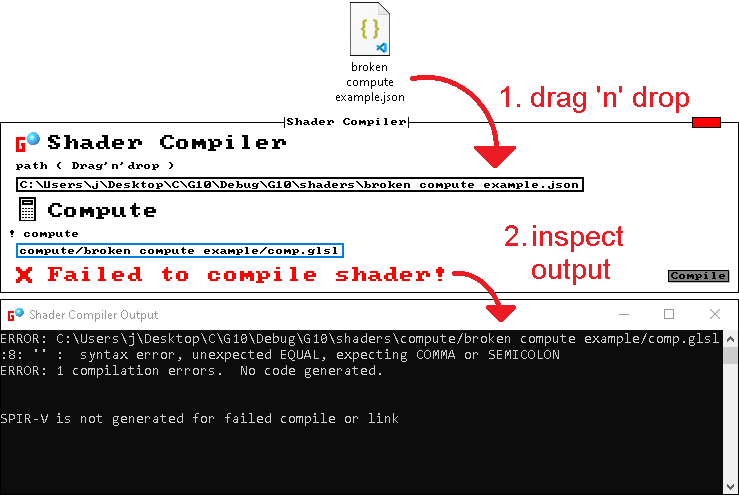 { }
broken
compute
example.json
1. drag 'n' drop
Shader Compiler
G Shader Compiler
path ( Drag'n'drop )
C:\Users\j\Desktop\C\G10\Debug\G10\shaders\broken compute example.json
Compute
! compute
compute/broken compute example/comp.glsl
2. inspect
output
Failed to compile shader!
Compile
G Shader Compiler Output
ERROR: C:\Users\j\Desktop\C\G10\Debug\G10\shaders\compute/broken compute example/comp.glsl
:8: '' :  syntax error, unexpected EQUAL, expecting COMMA or SEMICOLON
ERROR: 1 compilation errors.  No code generated.
SPIR-V is not generated for failed compile or link